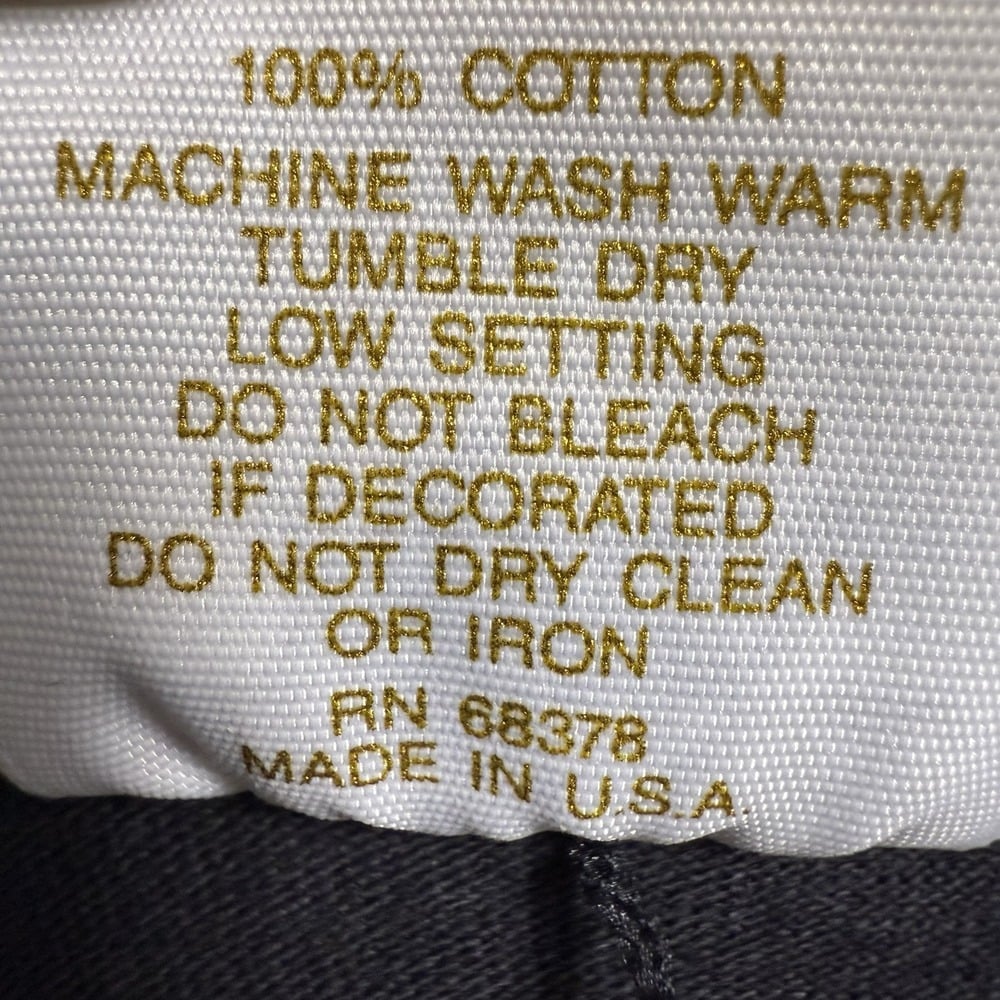 100% COTTON
MACHINE WASH WARM
TUMBLE DRY
LOW SETTING
DO NOT BLEACH
IF DECORATED
DO NOT DRY CLEAN
OR IRON
RN 68378
MADE IN U.S.A.